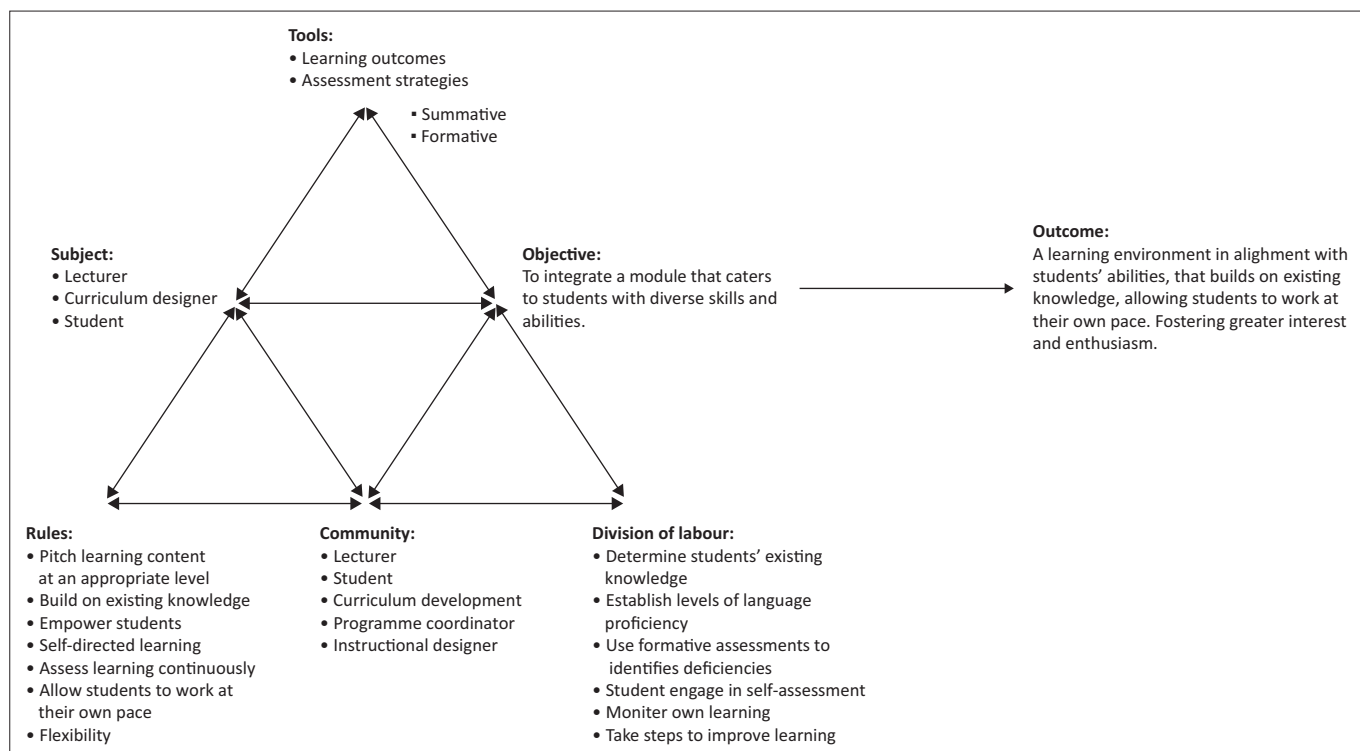 Tools:
• Learning outcomes
• Assessment strategies
▪ Summative
▪ Formative
Subject:
• Lecturer
• Curriculum designer
• Student
Objective:
To integrate a module that caters
to students with diverse skills and
abilities.
Outcome:
A learning environment in alighment with
students’ abilities, that builds on existing
knowledge, allowing students to work at
their own pace. Fostering greater interest
and enthusiasm.
Rules:
• Pitch learning content
at an appropriate level
• Build on existing knowledge
• Empower students
• Self-directed learning
• Assess learning continuously
• Allow students to work at
their own pace
• Flexibility
Community:
• Lecturer
• Student
• Curriculum development
• Programme coordinator
• Instructional designer
Division of labour:
• Determine students’ existing
knowledge
• Establish levels of language
proficiency
• Use formative assessments to
identifies deficiencies
• Student engage in self-assessment
• Moniter own learning
• Take steps to improve learning